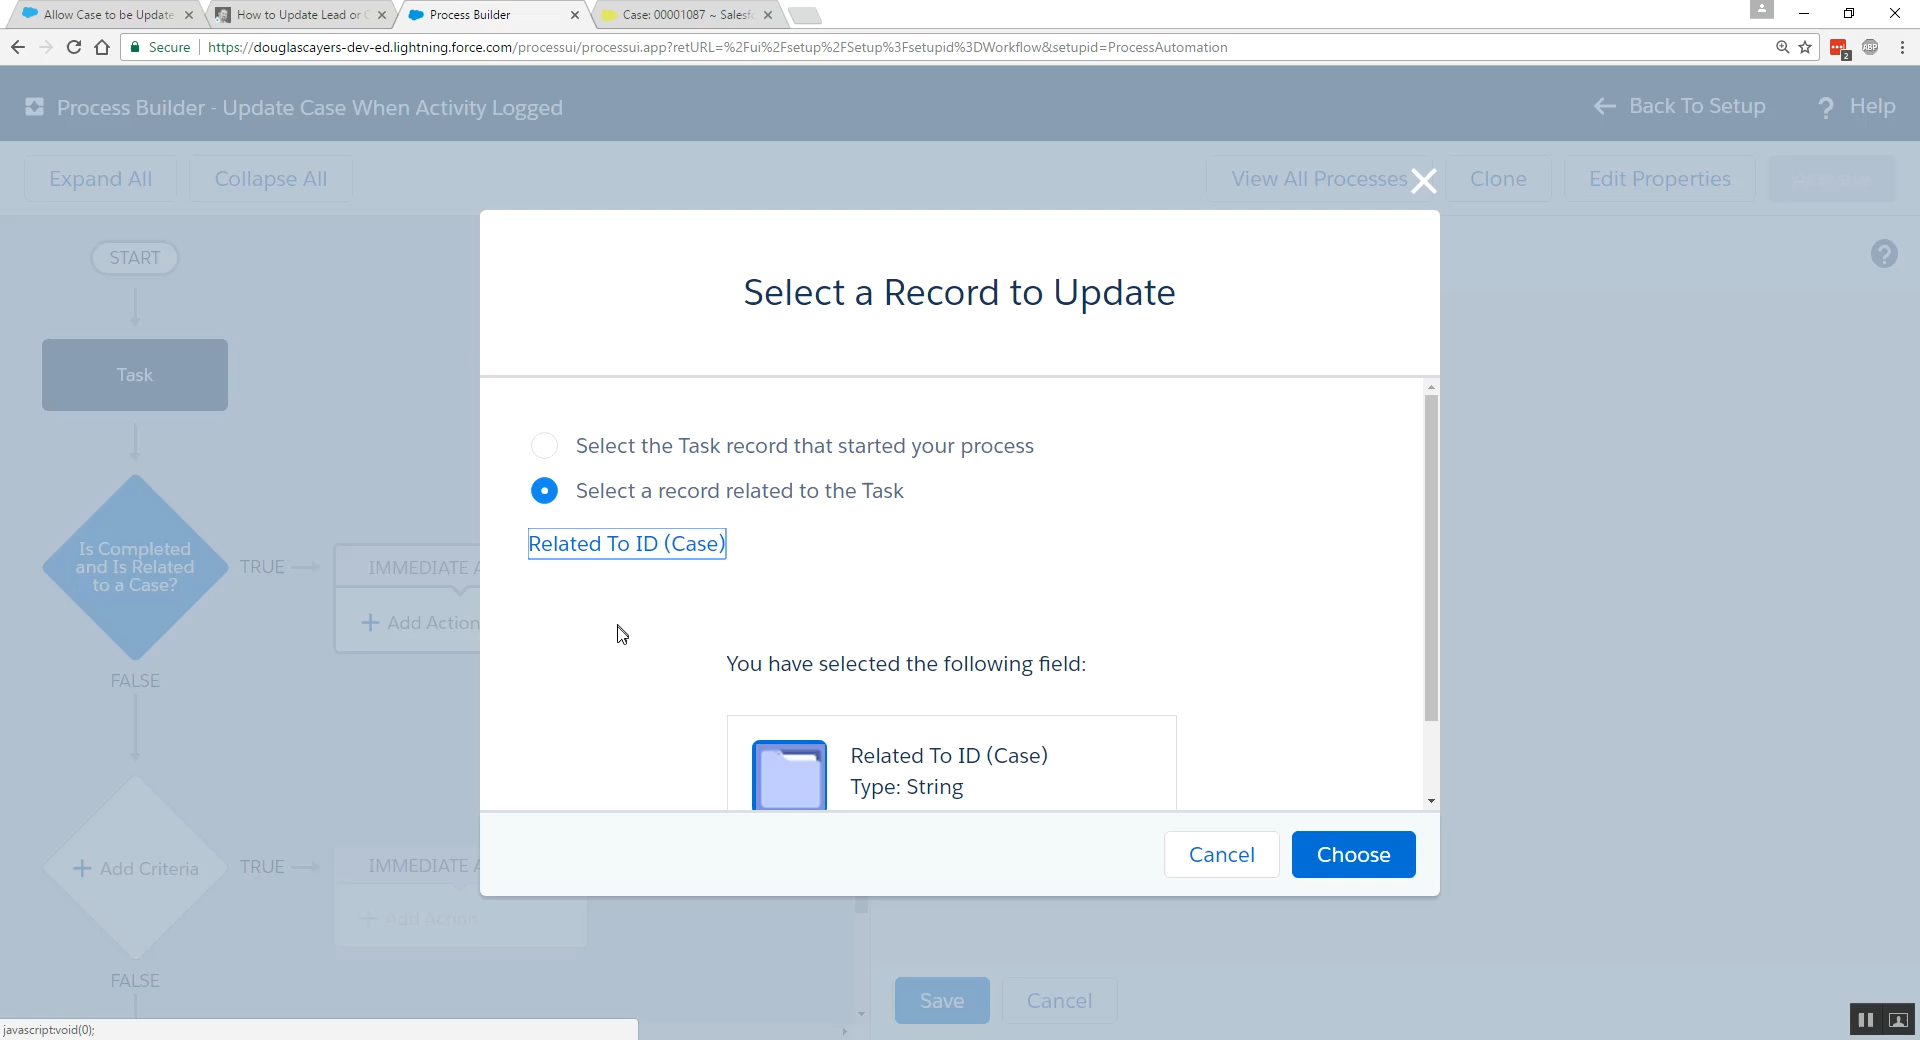 Allow Case to be Update
How to Update Lead or C
Process Builder
Case: 00001087 ~ Salesfo
Secure
https://douglascayers-dev-ed.lightning.force.com/processui/processui.app?retURL=%2Fui%2Fsetup%2FSetup%3Fsetupid%3DWorkflow&setupid=ProcessAutomation
2
ABP
Process Builder - Update Case When Activity Logged
Back To Setup
? Help
Expand All
Collapse All
View All Processes
Clone
Edit Properties
START
?
Select a Record to Update
Task
Select the Task record that started your process
Select a record related to the Task
Related To ID (Case)
Is Completed
and Is Related
to a Case?
TRUE
IMMEDIATE A
+ Add Action
FALSE
You have selected the following field:
Related To ID (Case)
Type: String
Cancel
Choose
+ Add Criteria
TRUE
IMMEDIATE A
+ Add Action
FALSE
Save
Cancel
javascript:void(0);